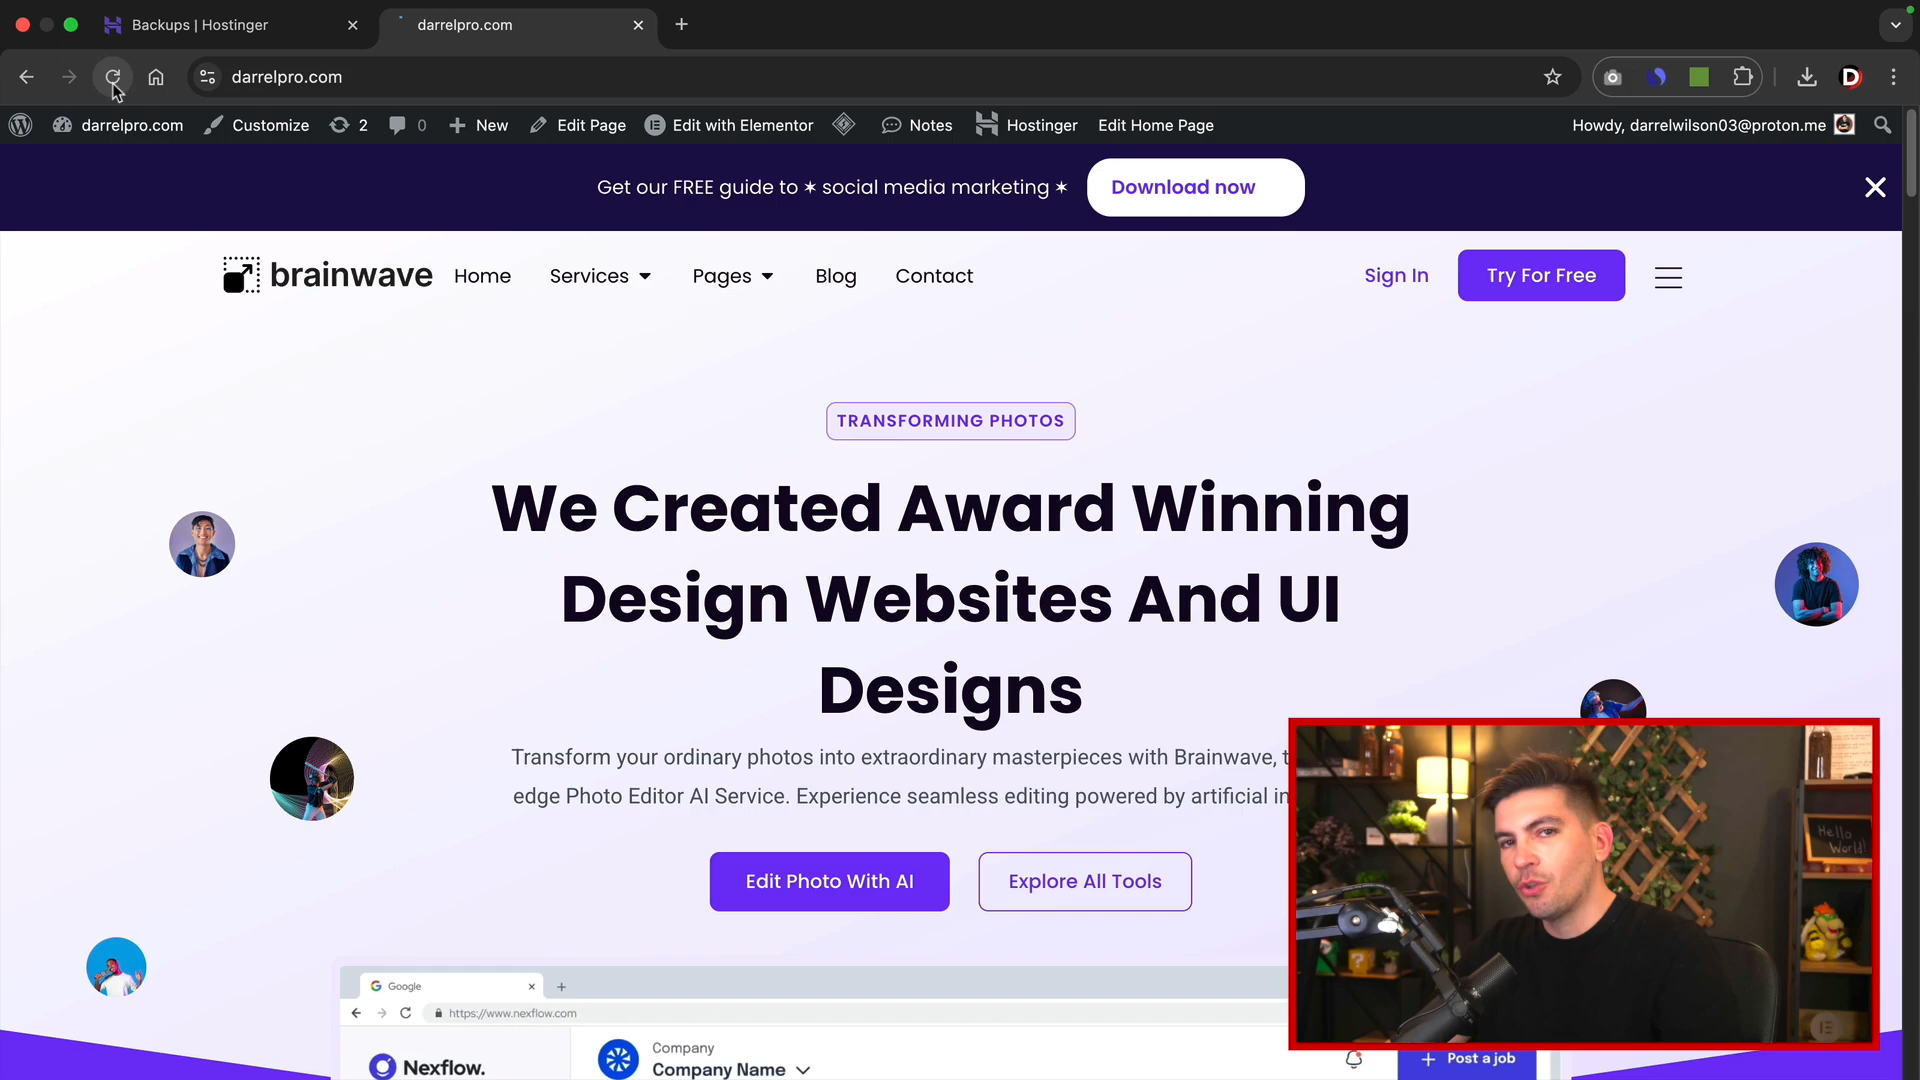 Backups | Hostinger
darrelpro.com
darrelpro.com
darrelpro.com
Customize
2
0
New
Edit Page
Edit with Elementor
Notes
Hostinger
Edit Home Page
Howdy, darrelwilson03@proton.me
Get our FREE guide to ✶ social media marketing ✶
Download now
brainwave
Home
Services
Pages
Blog
Contact
Sign In
Try For Free
TRANSFORMING PHOTOS
We Created Award Winning
Design Websites And UI
Designs
Transform your ordinary photos into extraordinary masterpieces with Brainwave,
edge Photo Editor AI Service. Experience seamless editing powered by artificial
Edit Photo With AI
Explore All Tools
Hello
World!
Google
https://www.nexflow.com
Nexflow.
Company
Company Name
Post a job